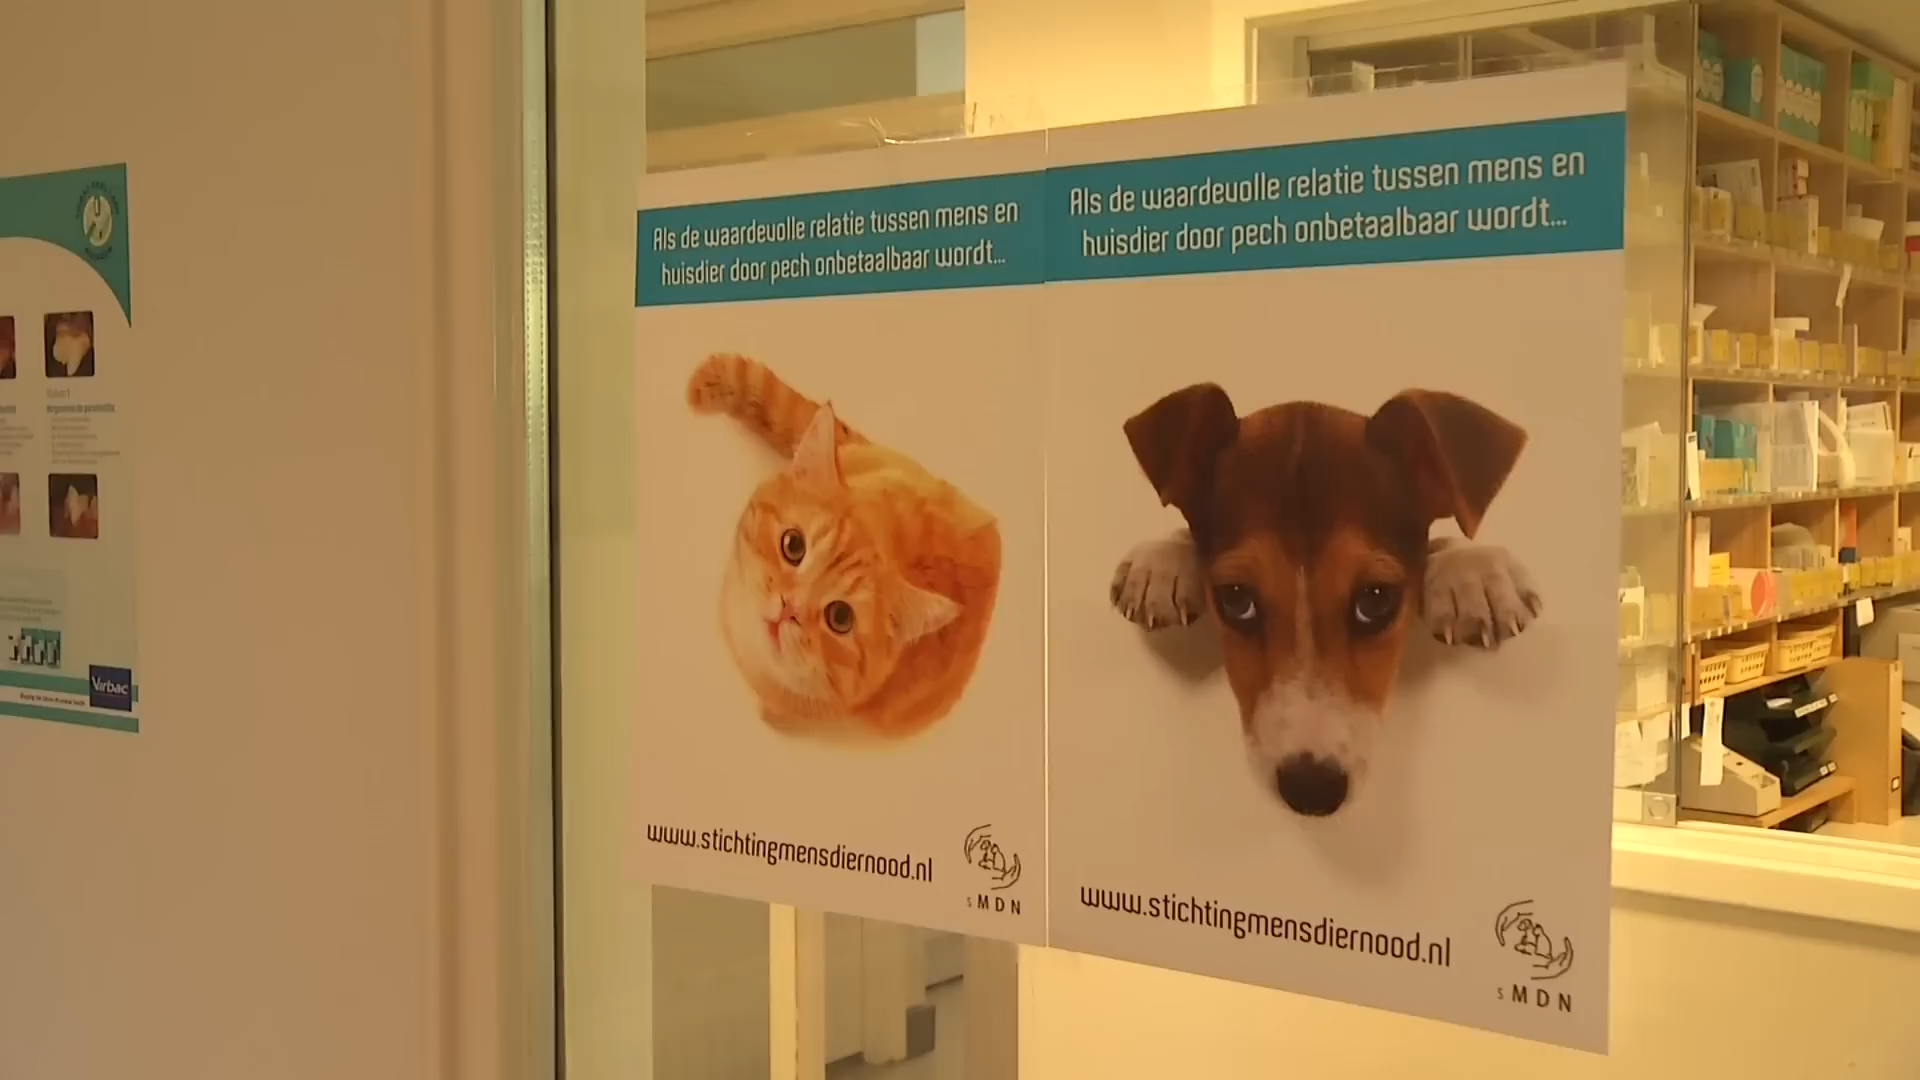 Als de waardevolle relatie tussen mens en
huisdier door pech onbetaalbaar wordt...
www.stichtingmensdiernood.nl
sMDN
Als de waardevolle relatie tussen mens en
huisdier door pech onbetaalbaar wordt...
www.stichtingmensdiernood.nl
sMDN
Virbac